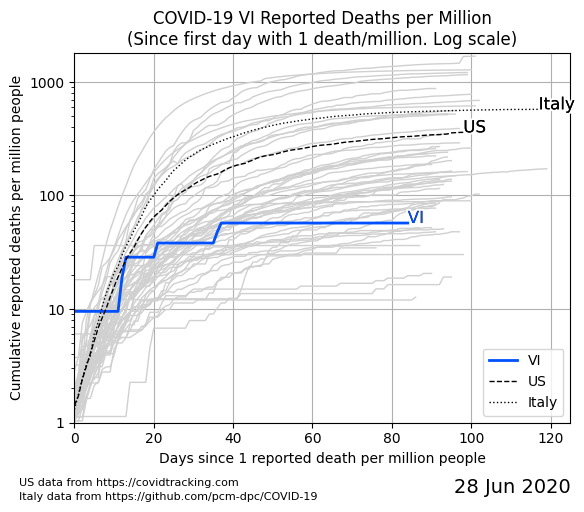 COVID-19 VI Reported Deaths per Million
(Since first day with 1 death/million. Log scale)
Cumulative reported deaths per million people
1000
100
10
1
Italy
US
VI
VI
US
Italy
0 20 40 60 80 100 120
Days since 1 reported death per million people
US data from https://covidtracking.com
Italy data from https://github.com/pcm-dpc/COVID-19
28 Jun 2020